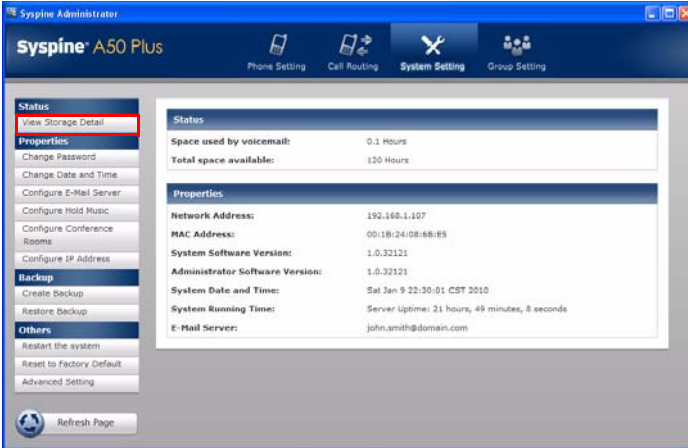 Syspine Administrator
Syspine® A50 Plus
Phone Setting
Call Routing
System Setting
Group Setting
Status
View Storage Detail
Properties
Change Password
Change Date and Time
Configure E-Mail Server
Configure Hold Music
Configure Conference
Rooms
Configure IP Address
Backup
Create Backup
Restore Backup
Others
Restart the system
Reset to Factory Default
Advanced Setting
Refresh Page
Status
Space used by voicemail: 0.1 Hours
Total space available: 120 Hours
Properties
Network Address: 192.168.1.107
MAC Address: 00:1B:24:08:6B:E5
System Software Version: 1.0.32121
Administrator Software Version: 1.0.32121
System Date and Time: Sat Jan 9 22:30:01 CST 2010
System Running Time: Server Uptime: 21 hours, 49 minutes, 8 seconds
E-Mail Server: john.smith@domain.com